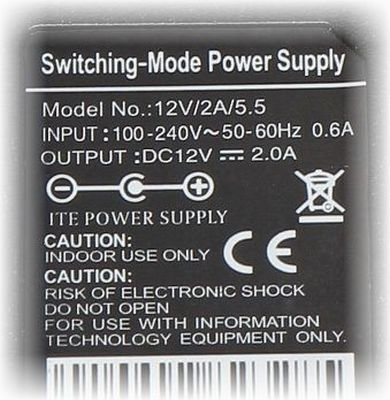 Switching-Mode Power Supply
Model No.:12V/2A/5.5
INPUT: 100-240V~50-60Hz 0.6A
OUTPUT: DC12V ⎓ 2.0A
ITE POWER SUPPLY
CAUTION:
INDOOR USE ONLY CE
CAUTION:
RISK OF ELECTRONIC SHOCK
DO NOT OPEN
FOR USE WITH INFORMATION
TECHNOLOGY EQUIPMENT ONLY.